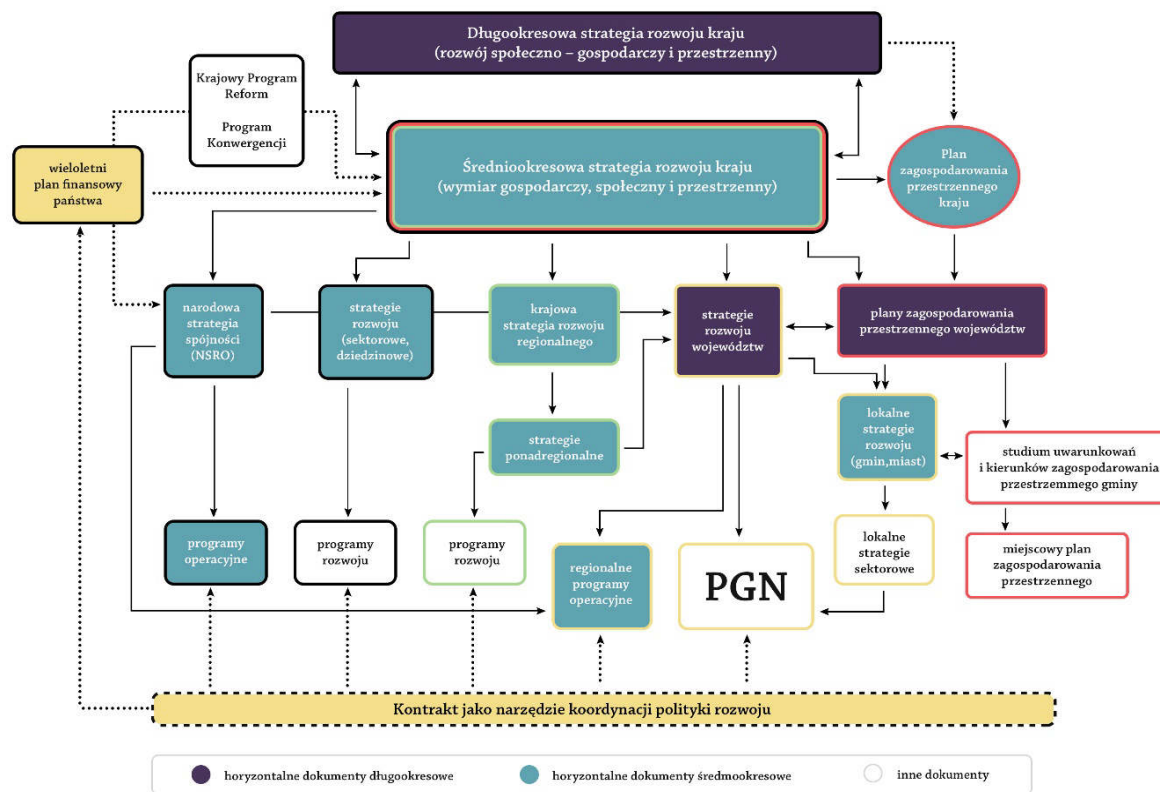 Długookresowa strategia rozwoju kraju
(rozwój społeczno – gospodarczy i przestrzenny)
Krajowy Program
Reform
Program
Konwergencji
wieloletni
plan finansowy
państwa
Średniookresowa strategia rozwoju kraju
(wymiar gospodarczy, społeczny i przestrzenny)
Plan
zagospodarowania
przestrzennego
kraju
narodowa
strategia
spójności
(NSRO)
strategie
rozwoju
(sektorowe,
dziedzinowe)
krajowa
strategia rozwoju
regionalnego
strategie
rozwoju
województw
plany zagospodarowania
przestrzennego województw
strategie
ponadregionalne
lokalne
strategie
rozwoju
(gmin,miast)
studium uwarunkowań
i kierunków zagospodarowania
przestrzemmego gminy
programy
operacyjne
programy
rozwoju
programy
rozwoju
regionalne
programy
operacyjne
PGN
lokalne
strategie
sektorowe
miejscowy plan
zagospodarowania
przestrzennego
Kontrakt jako narzędzie koordynacji polityki rozwoju
horyzontalne dokumenty długookresowe
horyzontalne dokumenty średmookresowe
inne dokumenty